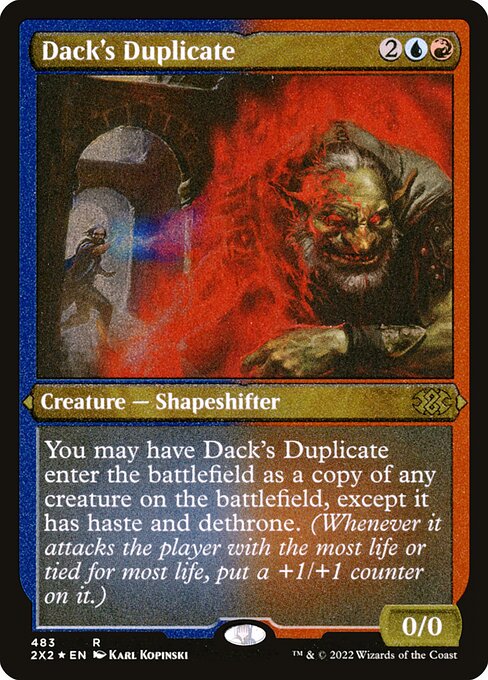 Dack's Duplicate 2
Creature — Shapeshifter
You may have Dack's Duplicate
enter the battlefield as a copy of any
creature on the battlefield, except it
has haste and dethrone. (Whenever it
attacks the player with the most life or
tied for most life, put a +1/+1 counter
on it.)
0/0
483 R
2X2 ★ EN Karl Kopinski
™ & © 2022 Wizards of the Coast